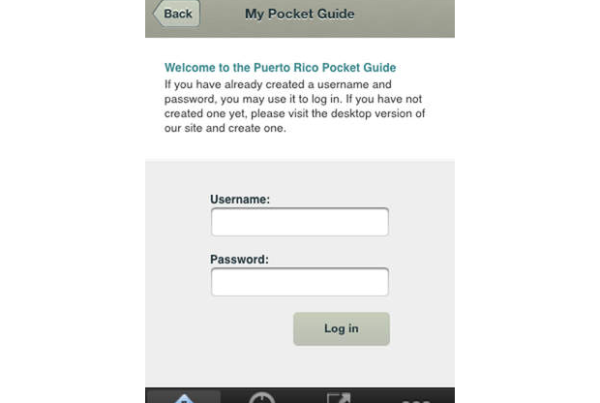 Back
My Pocket Guide
Welcome to the Puerto Rico Pocket Guide
If you have already created a username and
password, you may use it to log in. If you have not
created one yet, please visit the desktop version of
our site and create one.
Username:
Password:
Log in